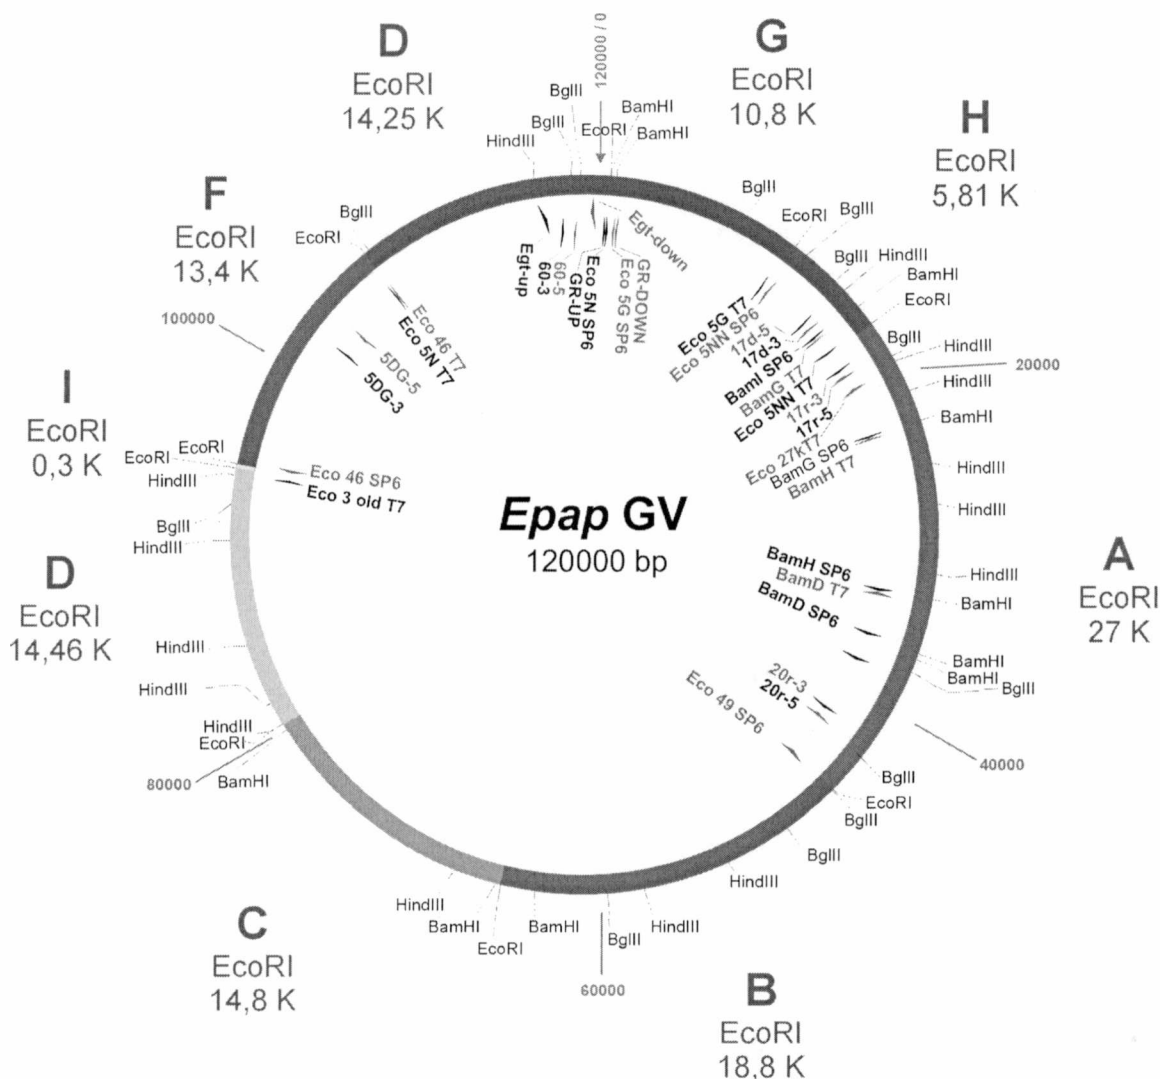 D
EcoRI
14,25 K
G
EcoRI
10,8 K
H
EcoRI
5,81 K
F
EcoRI
13,4 K
I
EcoRI
0,3 K
D
EcoRI
14,46 K
C
EcoRI
14,8 K
B
EcoRI
18,8 K
A
EcoRI
27 K
120000 / 0
HindIII
BglII
BglII
EcoRI
BamHI
BamHI
BglII
EcoRI
BglII
BglII
HindIII
BamHI
EcoRI
BglII
HindIII
20000
HindIII
BamHI
HindIII
HindIII
HindIII
BamHI
BamHI
BamHI
BglII
40000
BglII
EcoRI
BglII
BglII
HindIII
HindIII
BglII
60000
BamHI
EcoRI
BamHI
HindIII
BamHI
80000
EcoRI
HindIII
HindIII
HindIII
HindIII
BglII
HindIII
EcoRI
EcoRI
100000
EcoRI
BglII
Egt-up
60-3
60-5
GR-UP
Eco 5N SP6
Eco 5G SP6
GR-DOWN
Egt-down
Eco 5G T7
Eco 5NN SP6
17d-5
17d-3
BamI SP6
BamG T7
Eco 5NN T7
17r-3
17r-5
Eco 27kT7
BamG SP6
BamH T7
BamH SP6
BamD T7
BamD SP6
20r-3
20r-5
Eco 49 SP6
Eco 3 old T7
Eco 46 SP6
5DG-3
5DG-5
Eco 5N T7
Eco 46 T7
Epap GV
120000 bp